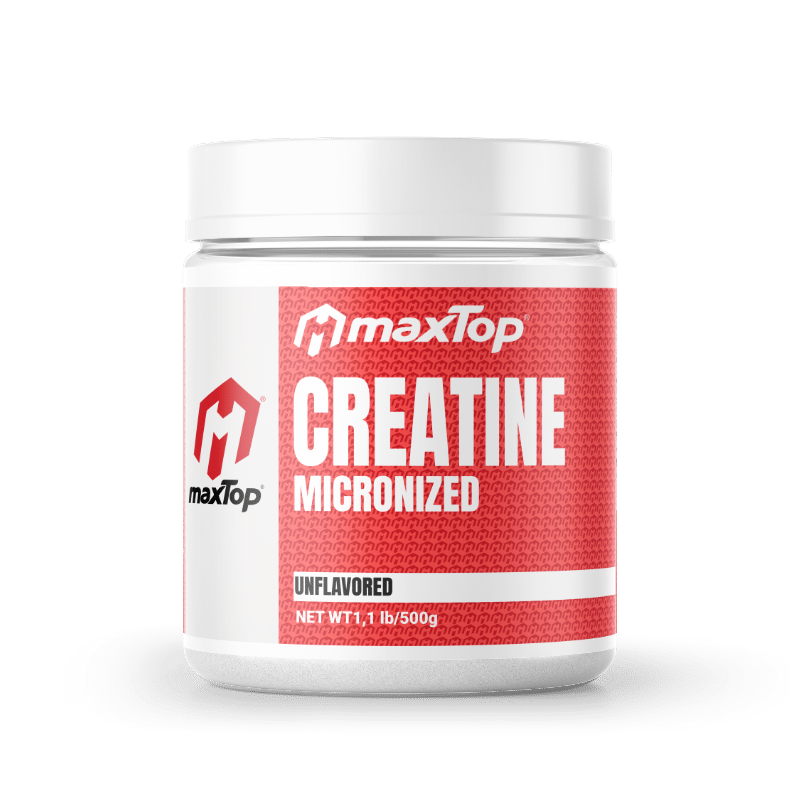 maxTop®
CREATINE
MICRONIZED
UNFLAVORED
NET WT1,1 lb/500g
maxTop®